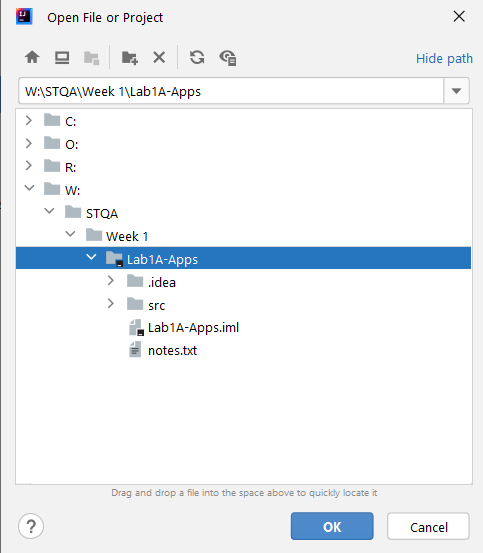 Open File or Project
Hide path
W:\STQA\Week 1\Lab1A-Apps
C:
O:
R:
W:
STQA
Week 1
Lab1A-Apps
.idea
src
Lab1A-Apps.iml
notes.txt
Drag and drop a file into the space above to quickly locate it
?
OK
Cancel